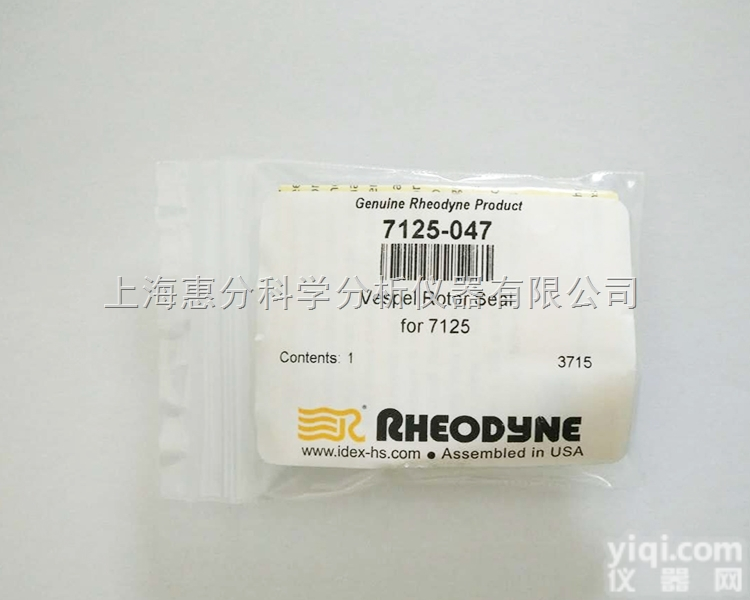 Genuine Rheodyne Product
7125-047
上海惠分科学分析仪器有限公司
Vespel Rotor Seal
for 7125
Contents: 1
3715
R® RHEODYNE
www.idex-hs.com ● Assembled in USA
yiqi.com
仪器网